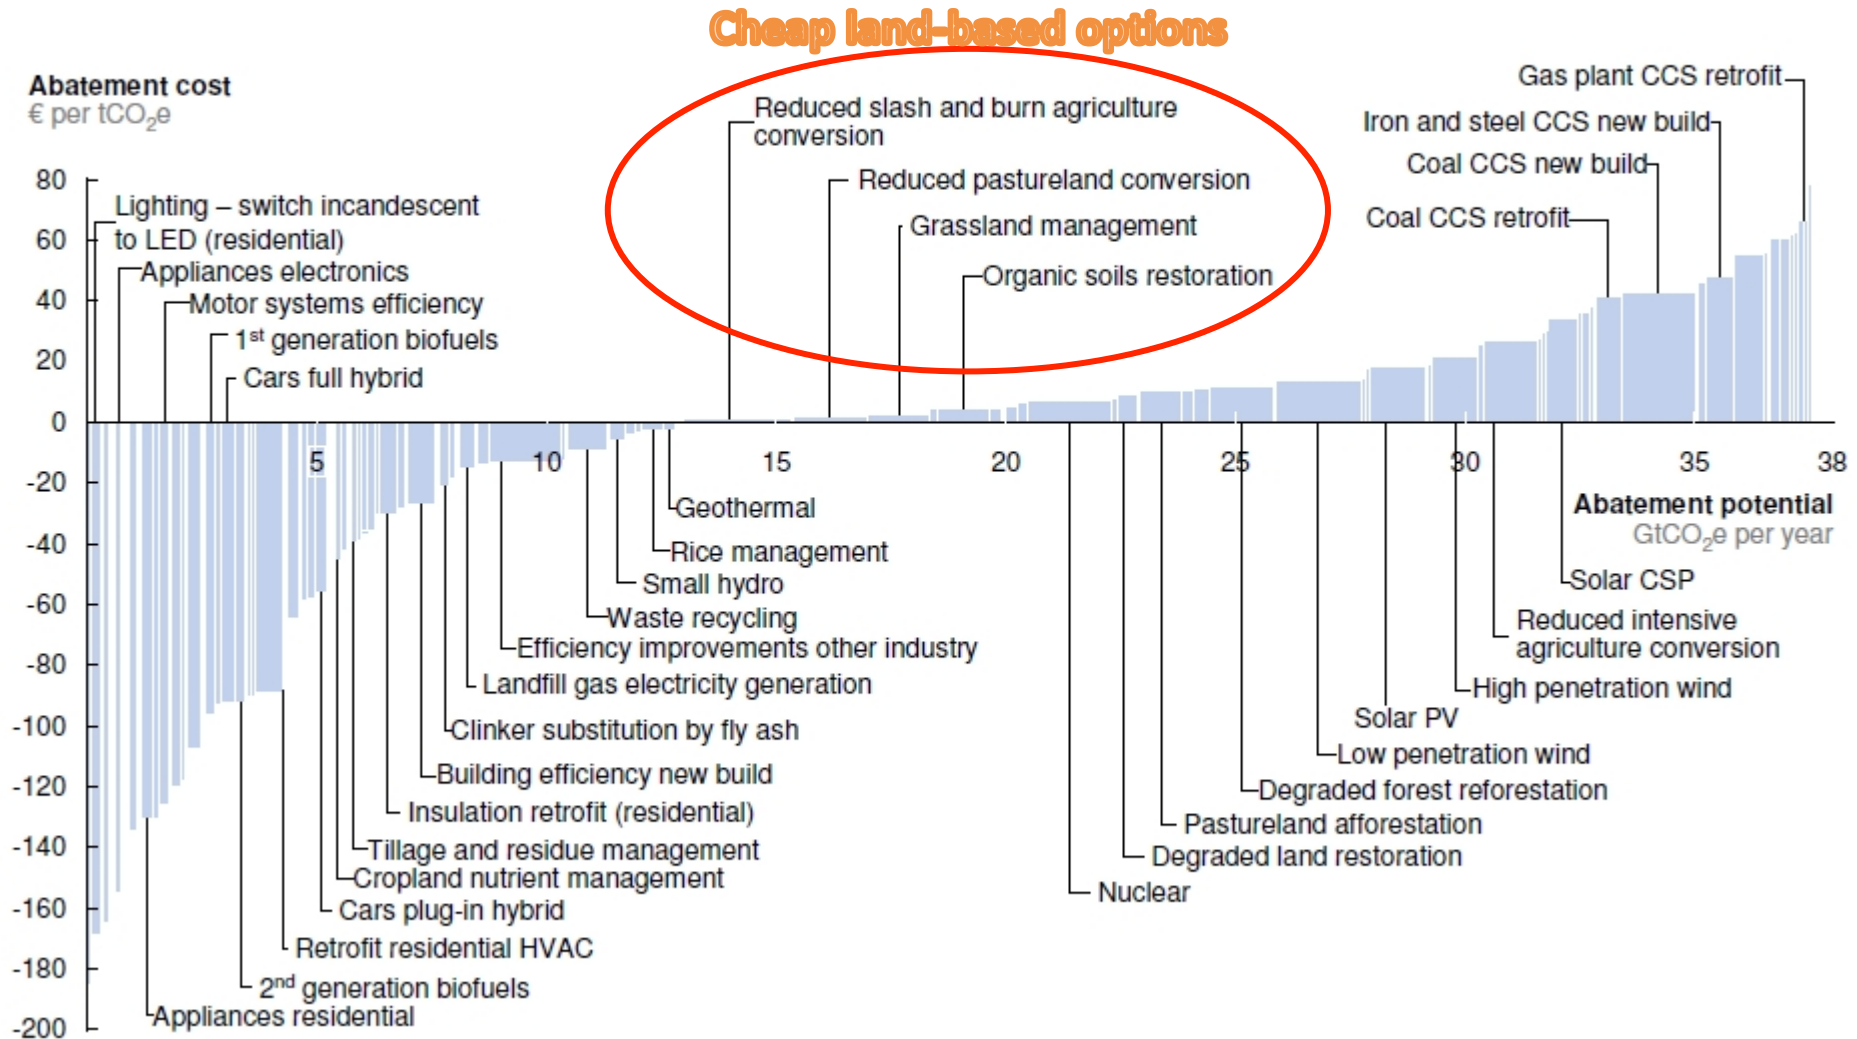 Cheap land-based options
Abatement cost
€ per tCO₂e
Gas plant CCS retrofit
Reduced slash and burn agriculture
conversion
Iron and steel CCS new build
Coal CCS new build
Reduced pastureland conversion
Grassland management
Coal CCS retrofit
Organic soils restoration
80
60
40
20
0
-20
-40
-60
-80
-100
-120
-140
-160
-180
-200
Lighting – switch incandescent
to LED (residential)
Appliances electronics
Motor systems efficiency
1st generation biofuels
Cars full hybrid
5
10
15
20
25
30
35
38
Abatement potential
GtCO₂e per year
Geothermal
Rice management
Small hydro
Waste recycling
Efficiency improvements other industry
Landfill gas electricity generation
Clinker substitution by fly ash
Building efficiency new build
Insulation retrofit (residential)
Tillage and residue management
Cropland nutrient management
Cars plug-in hybrid
Retrofit residential HVAC
2nd generation biofuels
Appliances residential
Solar CSP
Reduced intensive
agriculture conversion
High penetration wind
Solar PV
Low penetration wind
Degraded forest reforestation
Pastureland afforestation
Degraded land restoration
Nuclear